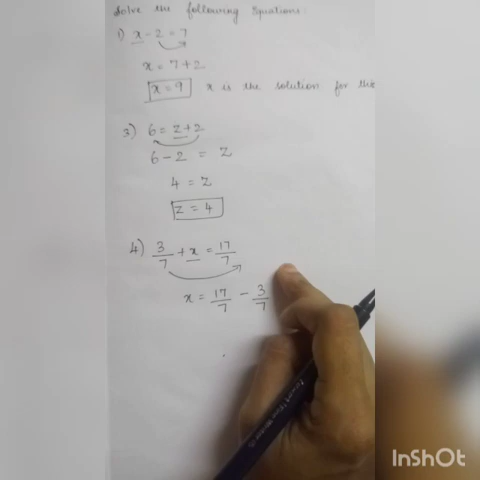 Solve the following Equations.
1) x - 2 = 7
x = 7 + 2
x = 9 x is the solution for this
3) 6 = z + 2
6 - 2 = z
4 = z
z = 4
4) 3/7 + x = 17/7
x = 17/7 - 3/7
InShOt